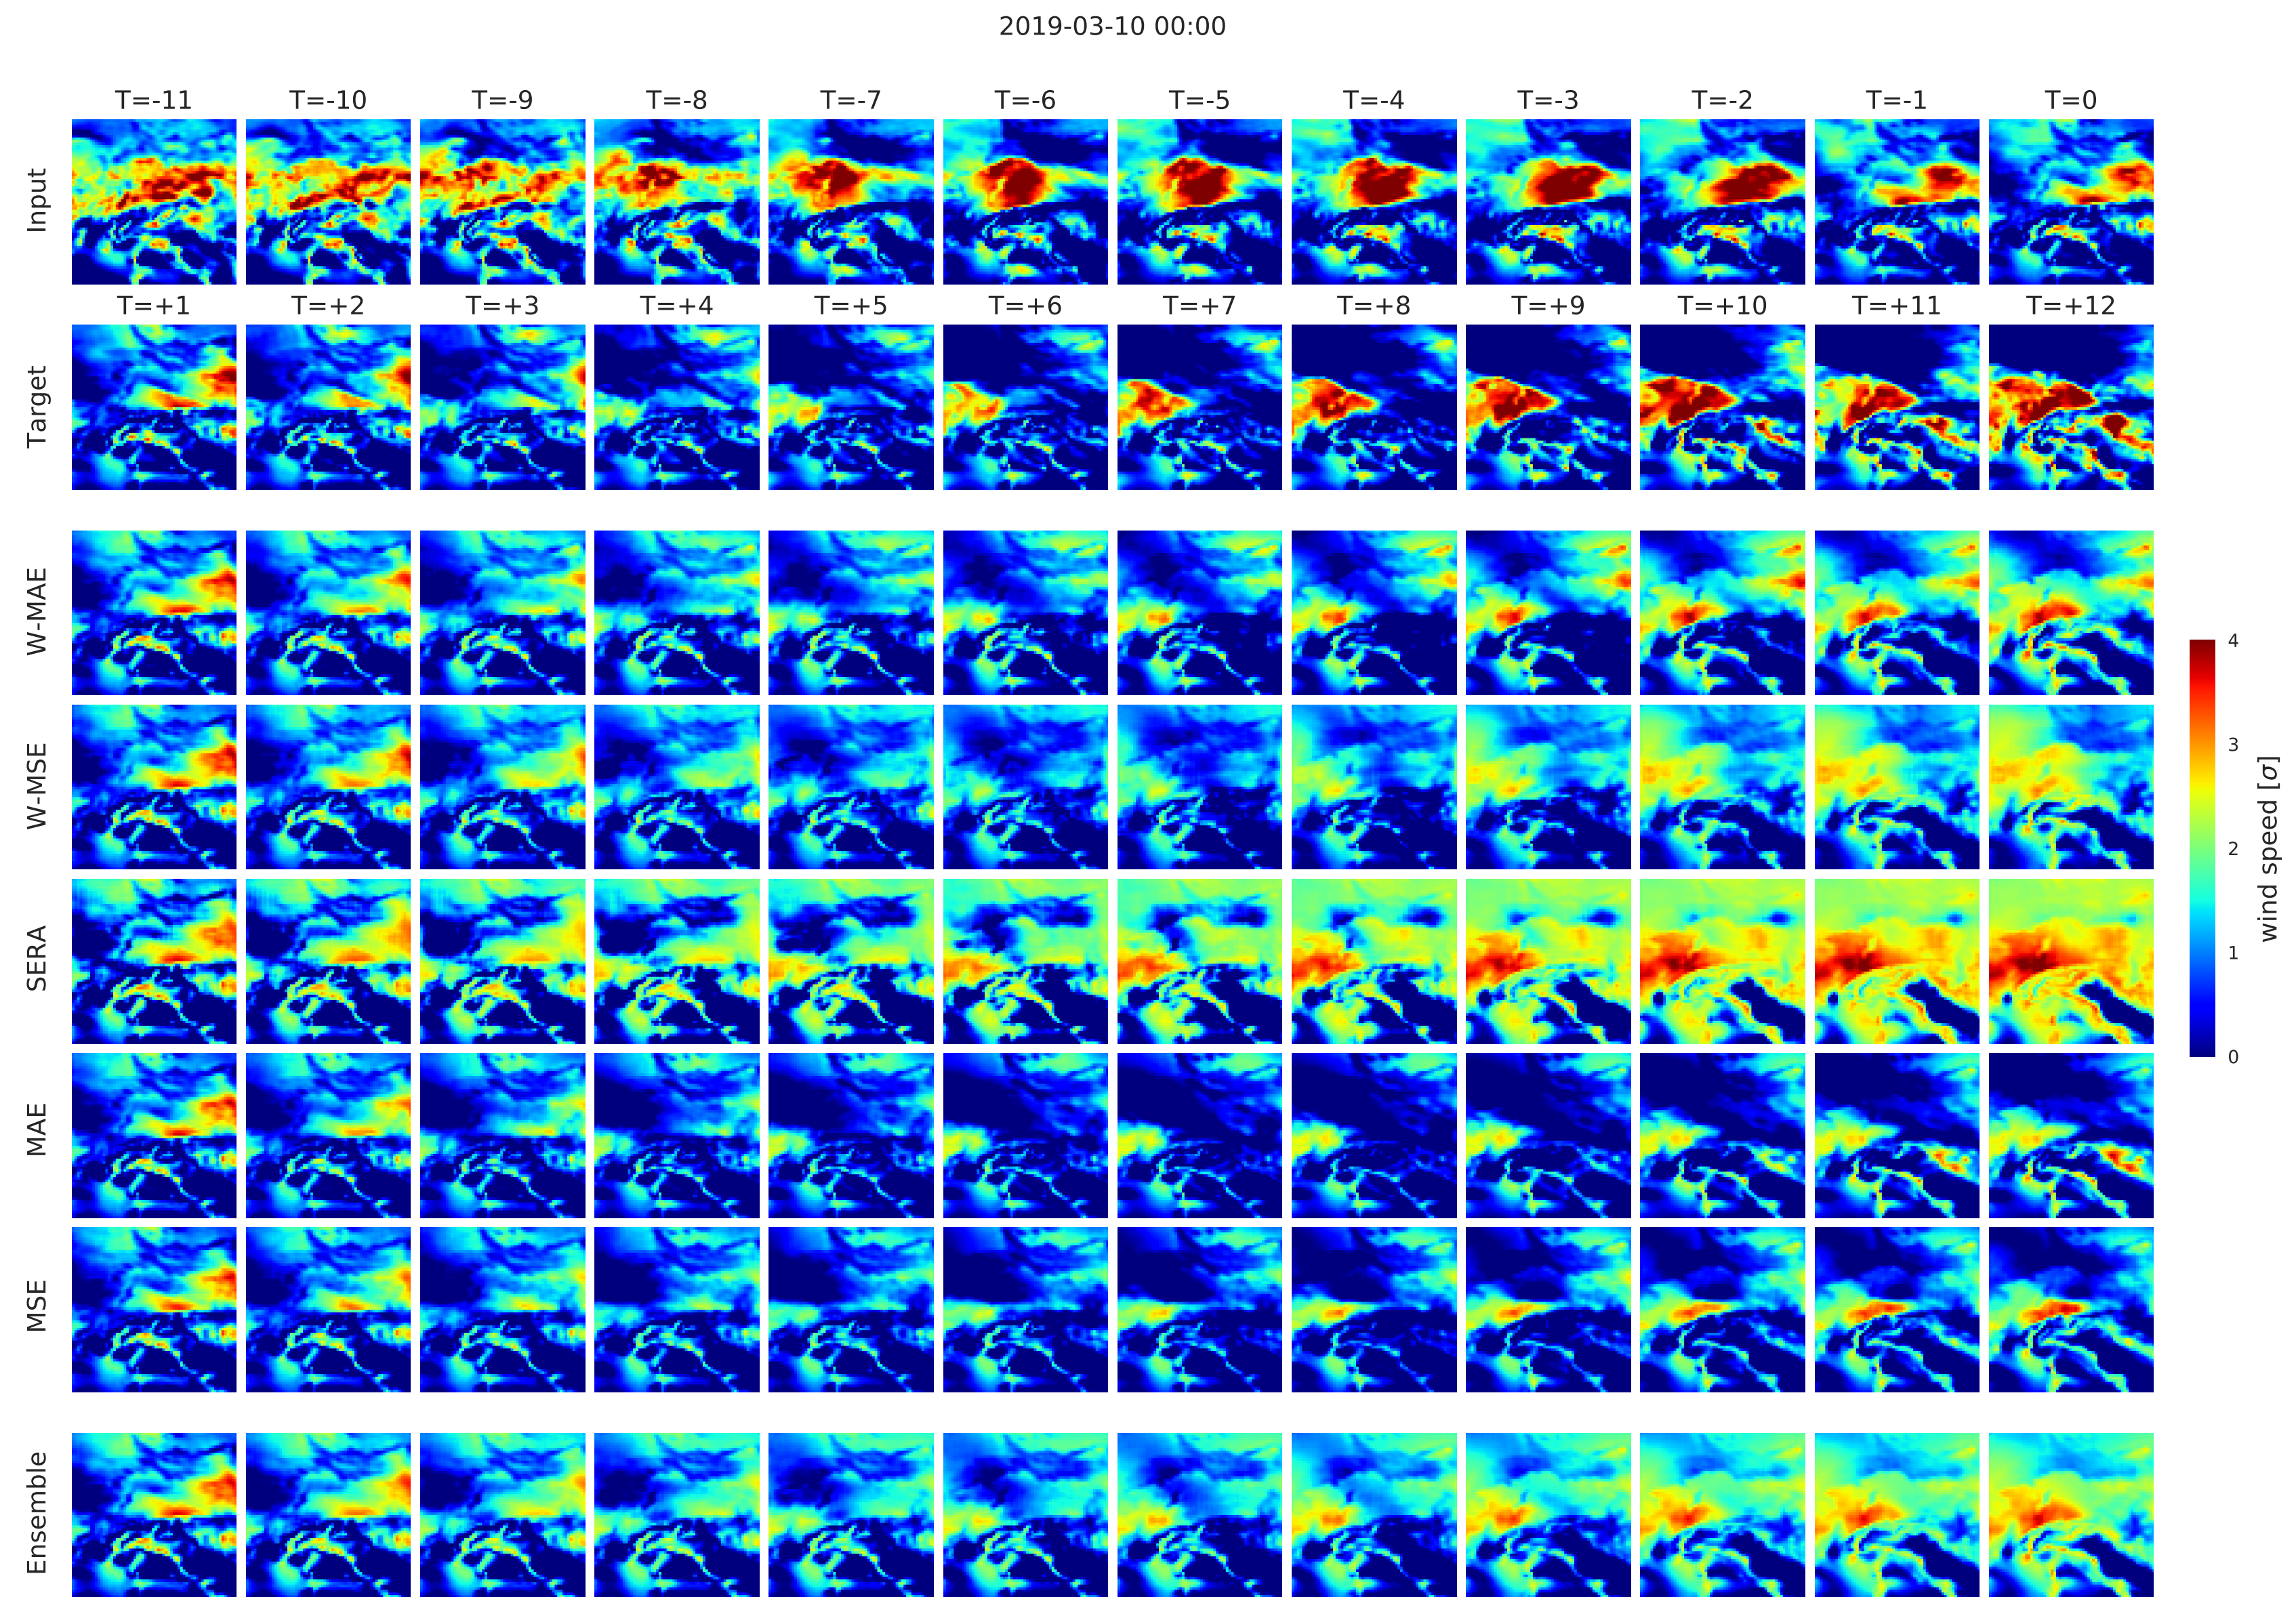 2019-03-10 00:00
T=-11 T=-10 T=-9 T=-8 T=-7 T=-6 T=-5 T=-4 T=-3 T=-2 T=-1 T=0
Input
T=+1 T=+2 T=+3 T=+4 T=+5 T=+6 T=+7 T=+8 T=+9 T=+10 T=+11 T=+12
Target
W-MAE
W-MSE
SERA
MAE
MSE
Ensemble
4
3
2
1
0
wind speed [σ]